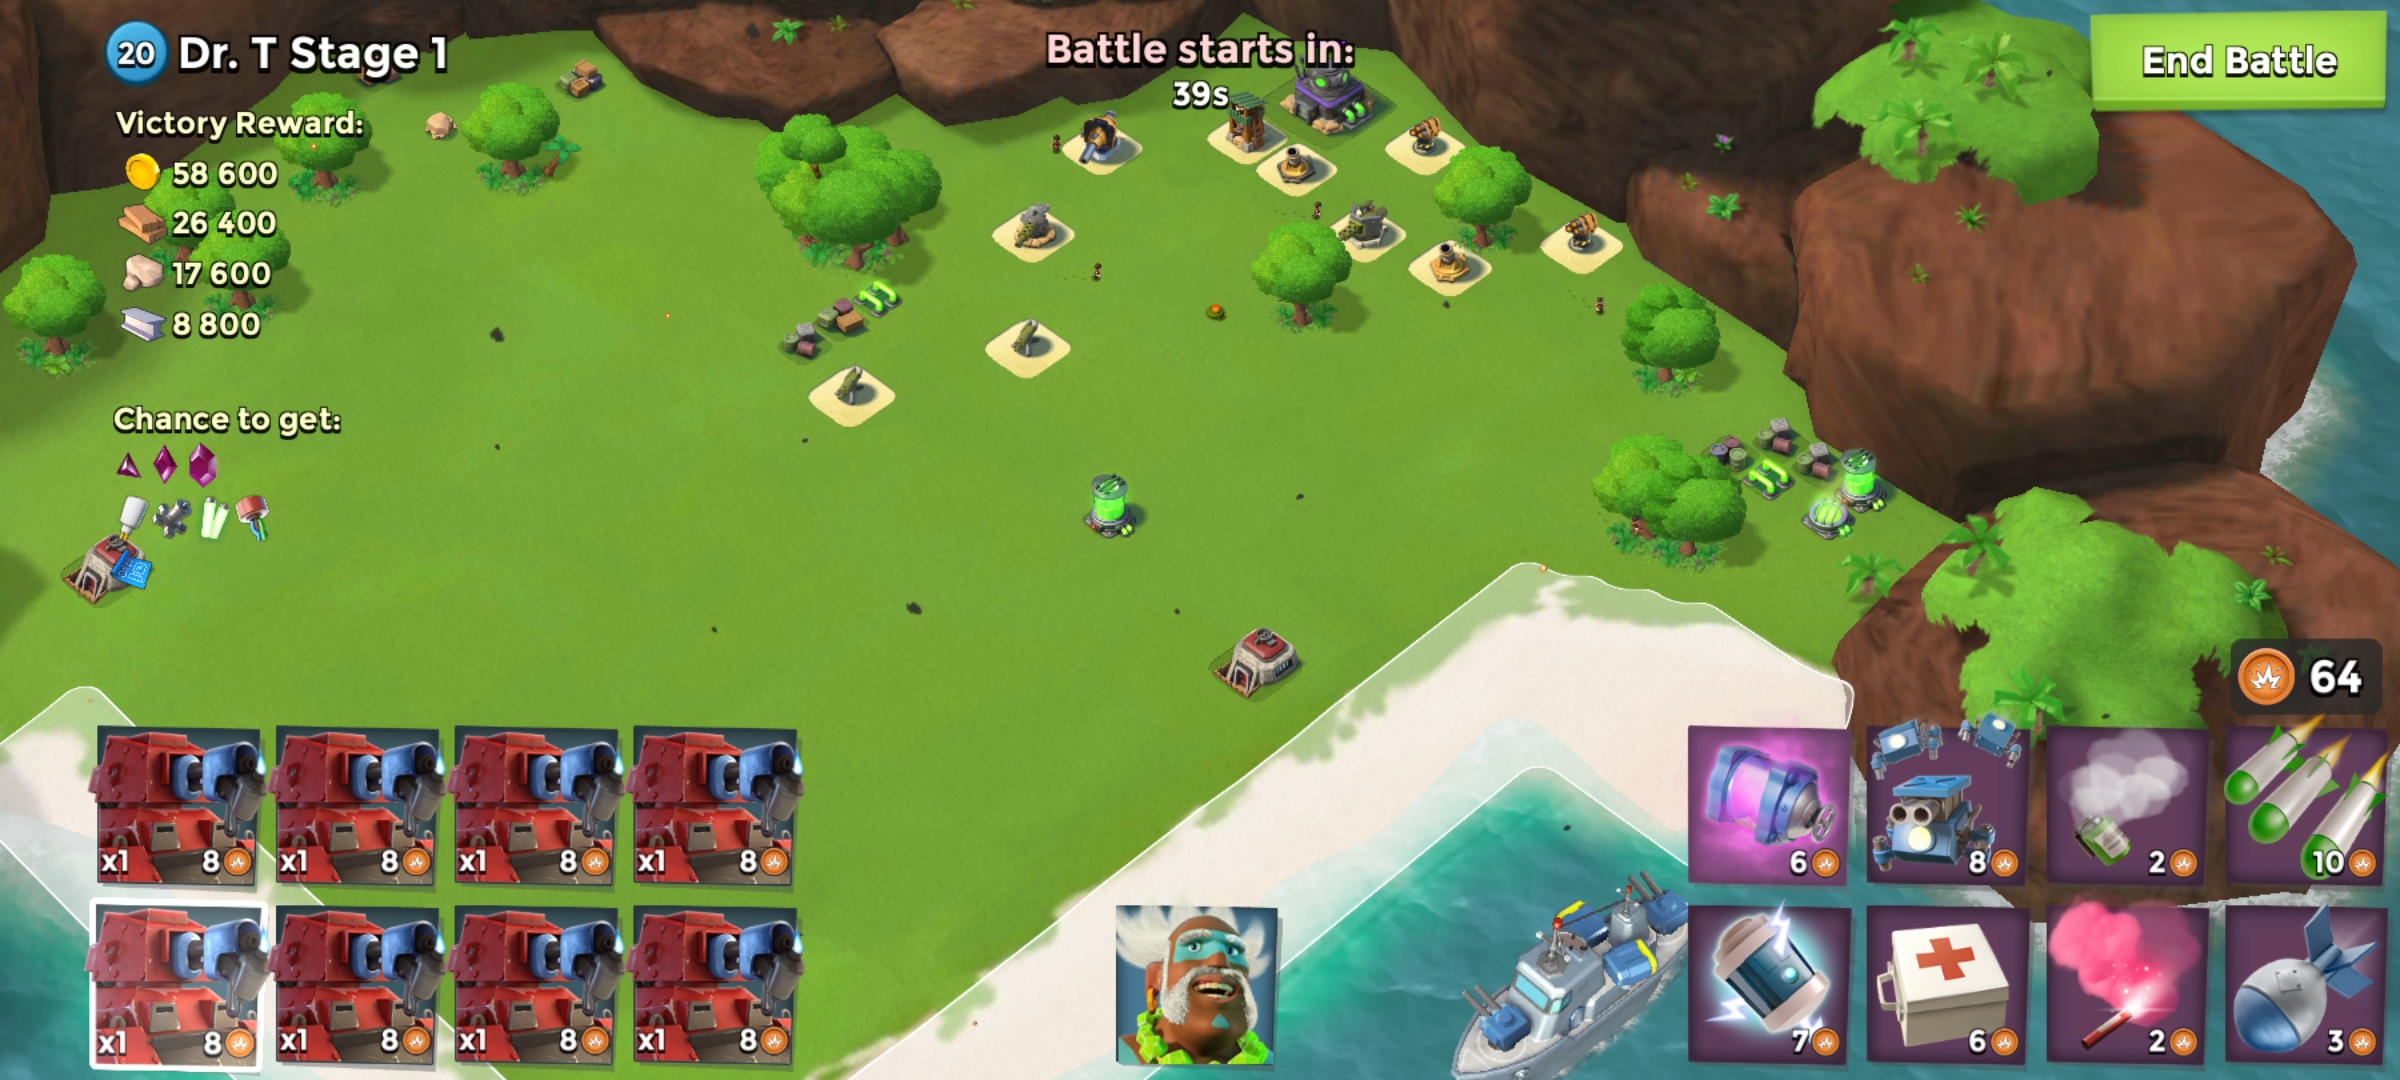 20 Dr. T Stage 1
Battle starts in:
39s
End Battle
Victory Reward:
58 600
26 400
17 600
8 800
Chance to get:
64
x1 8
x1 8
x1 8
x1 8
6
8
2
10
x1 8
x1 8
x1 8
x1 8
7
6
2
3